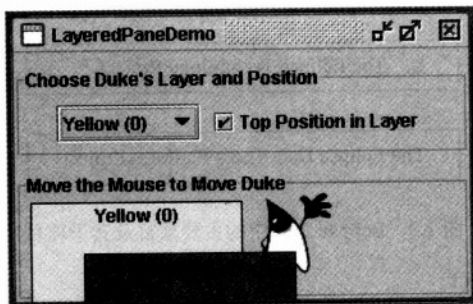 LayeredPaneDemo
Choose Duke's Layer and Position
Yellow (0) Top Position in Layer
Move the Mouse to Move Duke
Yellow (0)